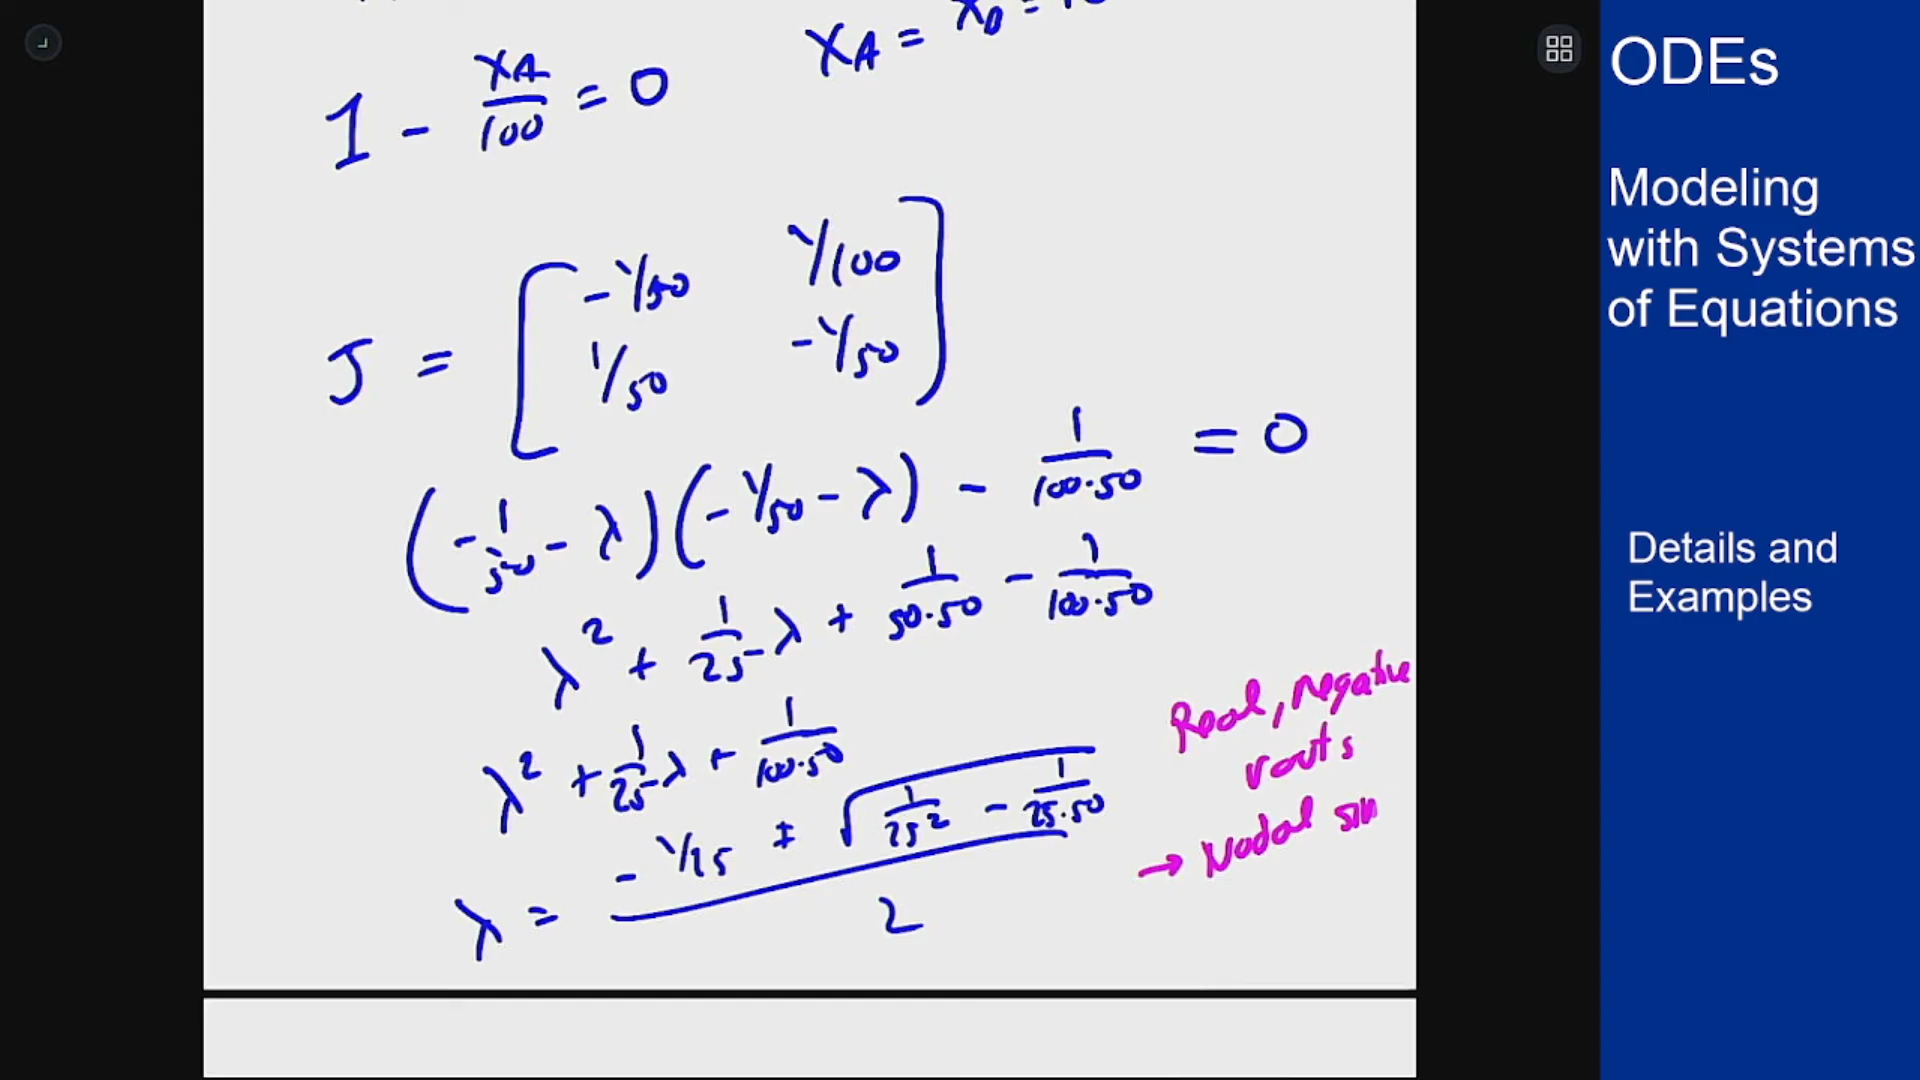 1 - XA/100 = 0
XA = XB =
J = [ -1/50 1/100
1/50 -1/50 ]
(-1/50 - λ)(-1/50 - λ) - 1/100·50 = 0
λ² + 1/25 λ + 1/50·50 - 1/100·50
λ² + 1/25 λ + 1/100·50
λ = -1/25 ± √(1/25² - 1/25·50) / 2
Real, negative
roots
→ Nodal sin
ODEs
Modeling
with Systems
of Equations
Details and
Examples